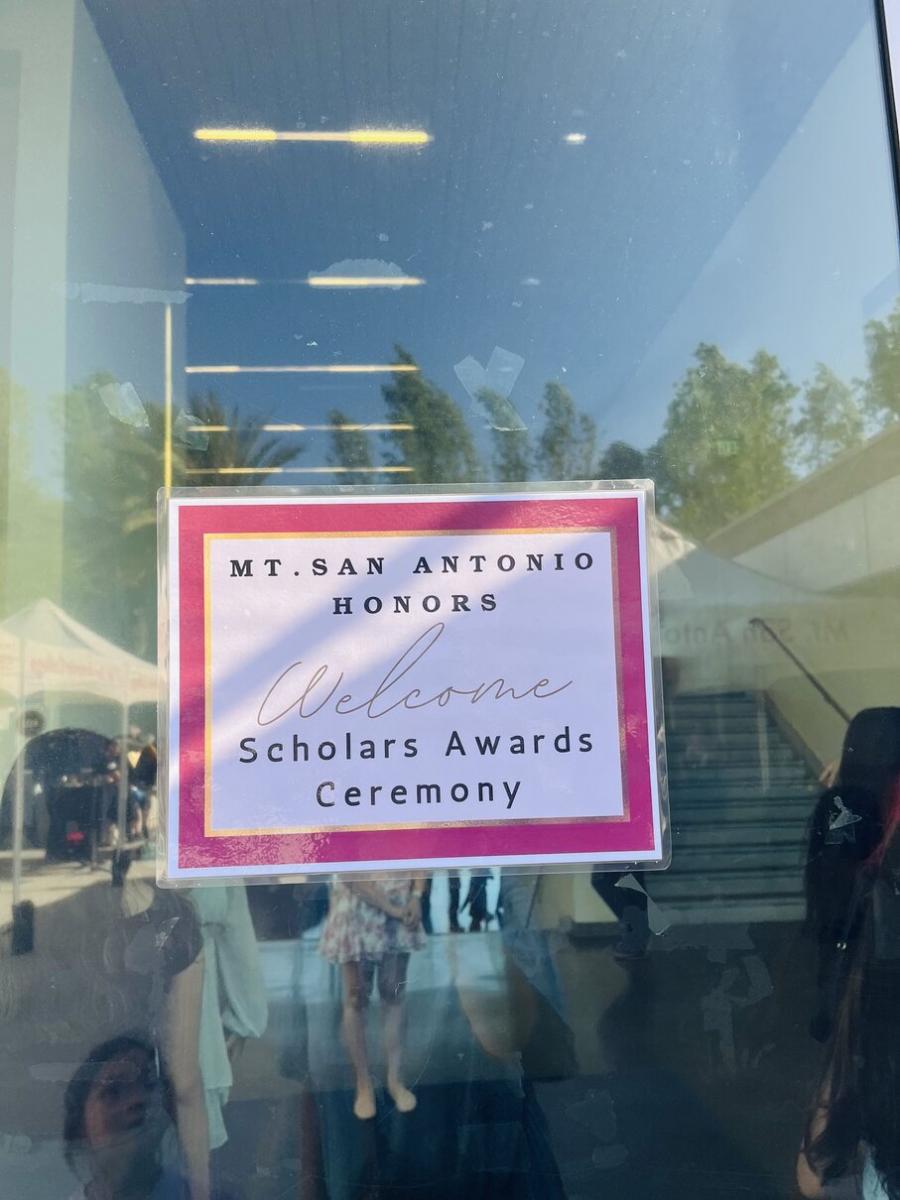 MT. SAN ANTONIO
HONORS
Welcome
Scholars Awards
Ceremony